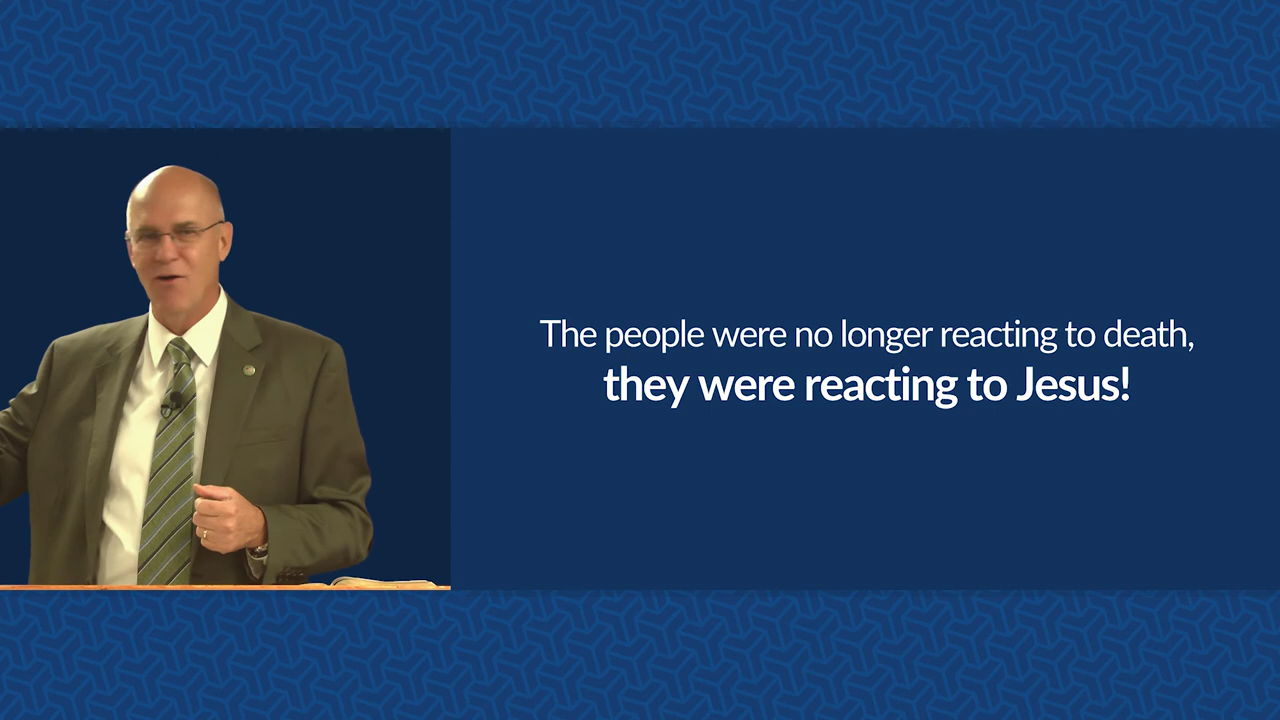 The people were no longer reacting to death,
they were reacting to Jesus!